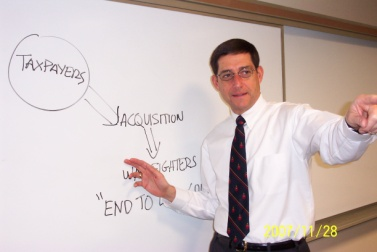 TAXPAYERS
ACQUISITION
"END TO
2007/11/28